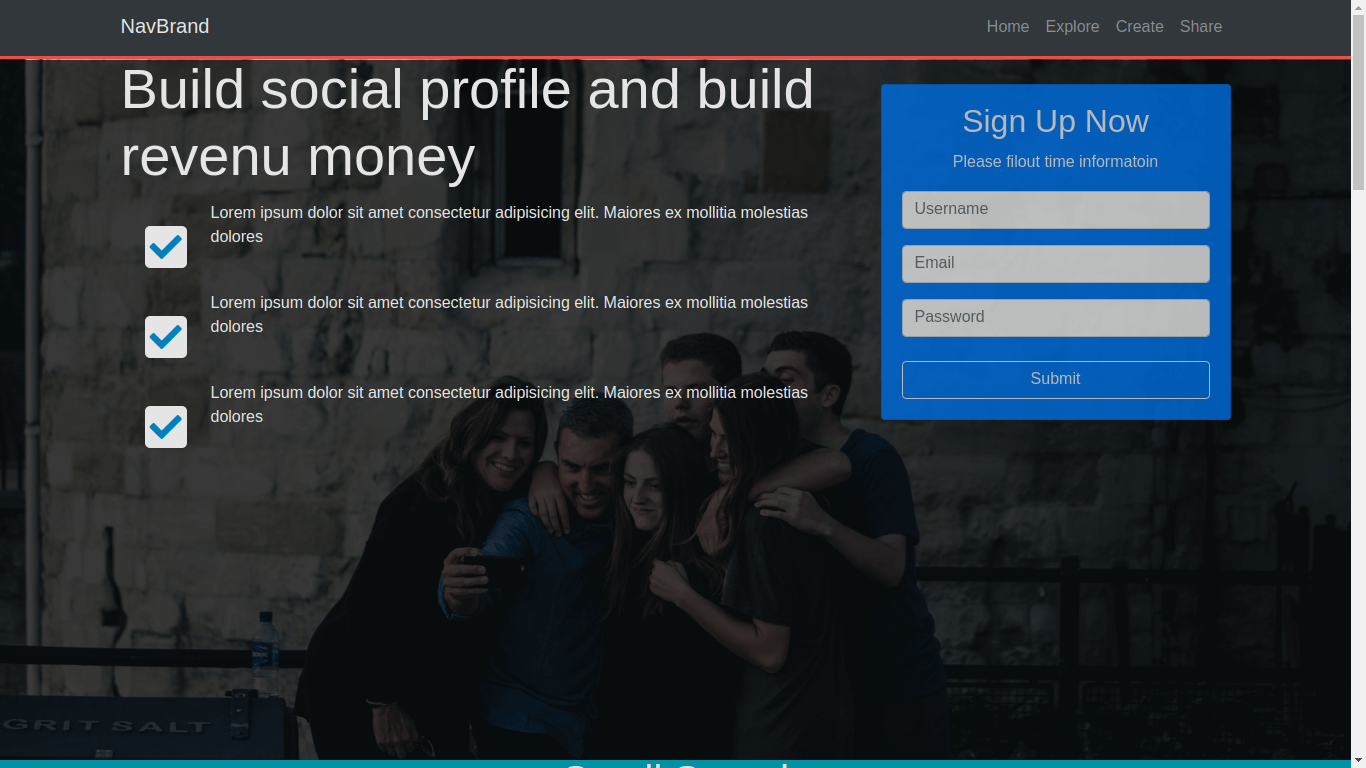 NavBrand
Home Explore Create Share
Build social profile and build
revenu money
Lorem ipsum dolor sit amet consectetur adipisicing elit. Maiores ex mollitia molestias
dolores
Lorem ipsum dolor sit amet consectetur adipisicing elit. Maiores ex mollitia molestias
dolores
Lorem ipsum dolor sit amet consectetur adipisicing elit. Maiores ex mollitia molestias
dolores
Sign Up Now
Please filout time informatoin
Username
Email
Password
Submit
GRIT SALT